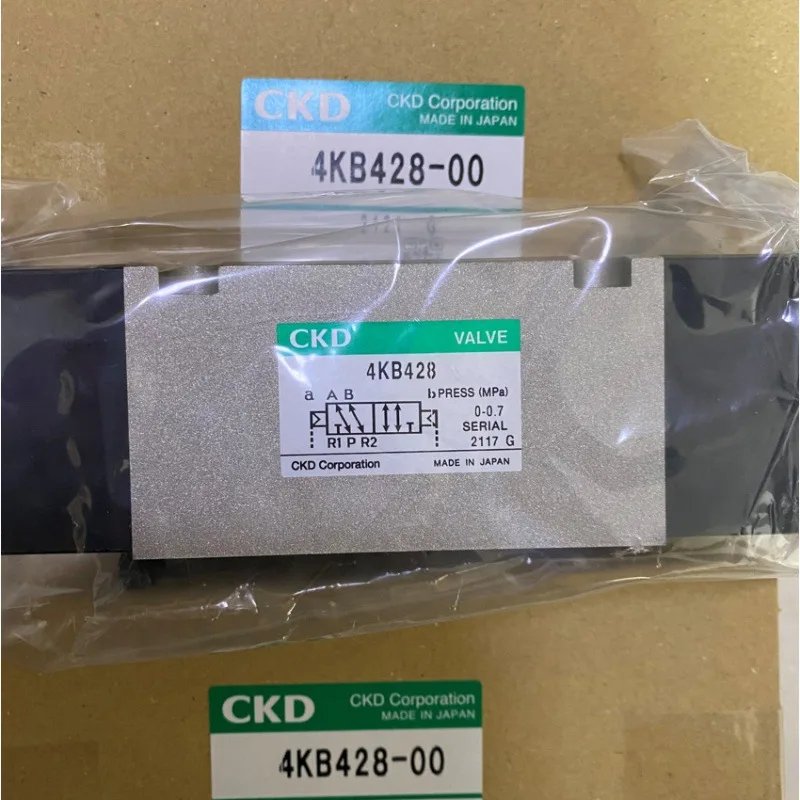 CKD CKD Corporation
MADE IN JAPAN
4KB428-00
CKD VALVE
4KB428
a A B b PRESS (MPa)
0-0.7
SERIAL
R1 P R2 2117 G
CKD Corporation MADE IN JAPAN
CKD CKD Corporation
MADE IN JAPAN
4KB428-00